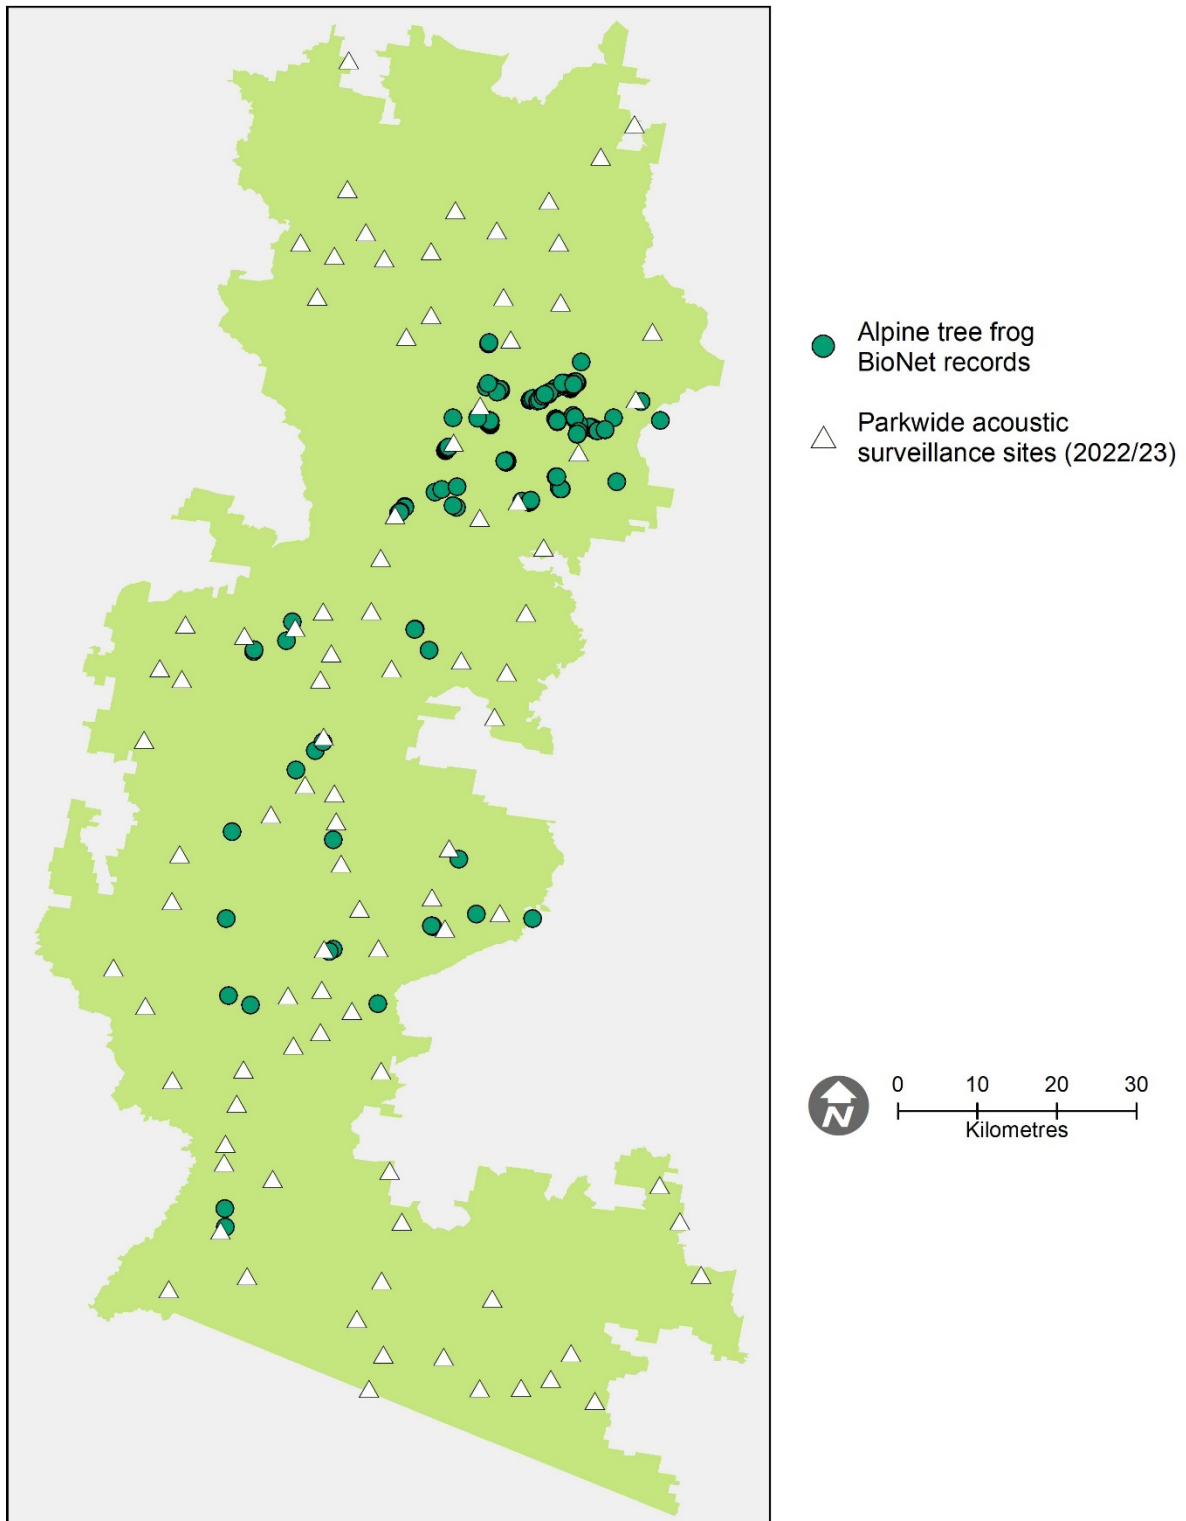 Alpine tree frog
BioNet records
Parkwide acoustic
surveillance sites (2022/23)
N
0 10 20 30
Kilometres